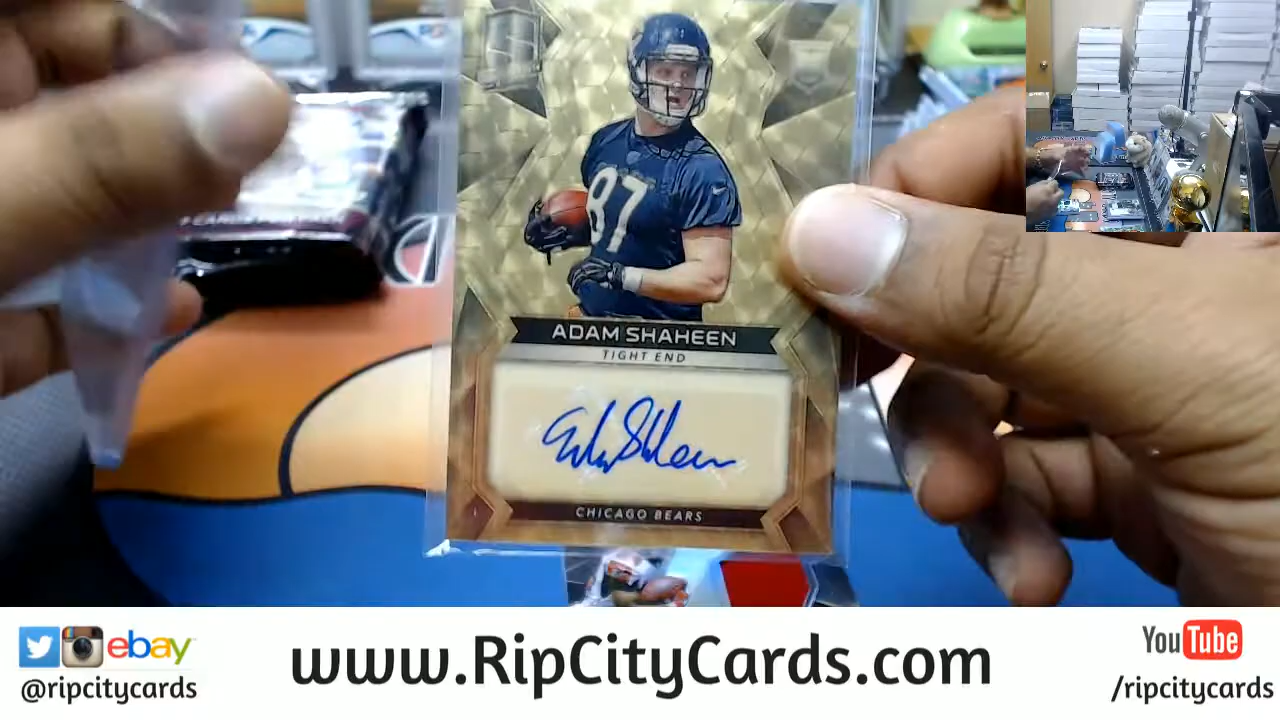 87
ADAM SHAHEEN
TIGHT END
CHICAGO BEARS
ebay
@ripcitycards
www.RipCityCards.com
YouTube
/ripcitycards